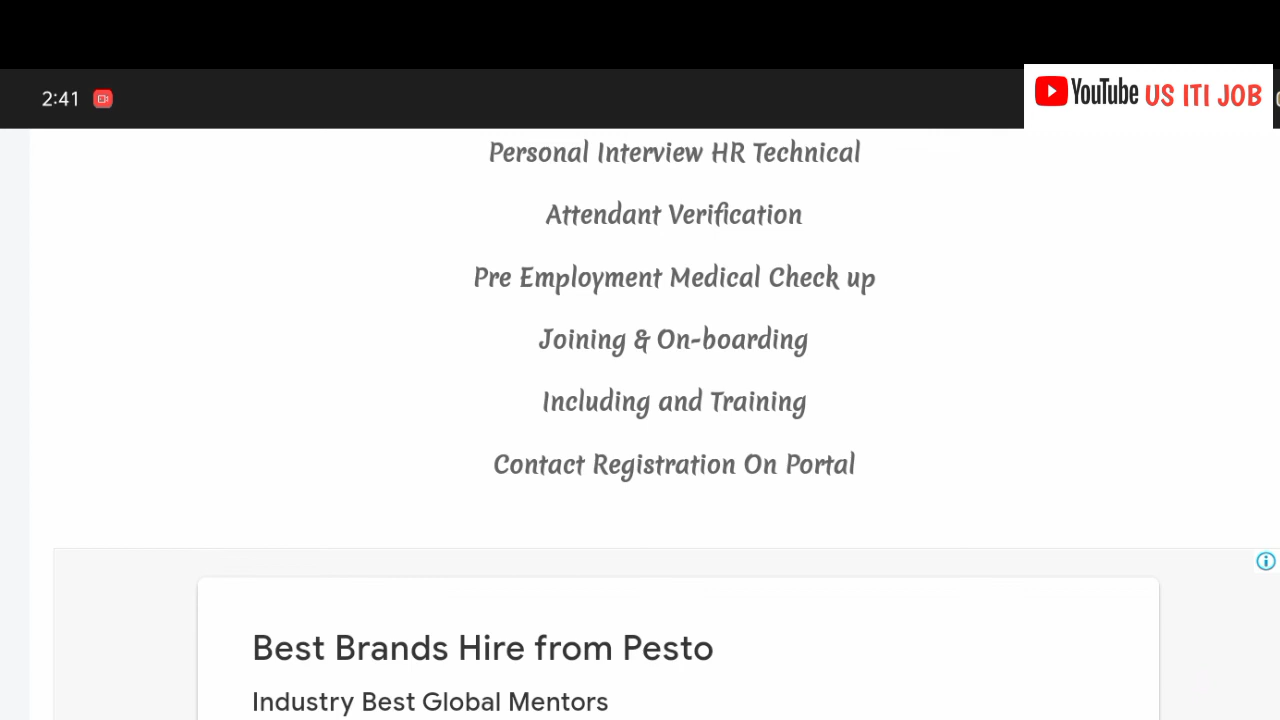 2:41
YouTube US ITI JOB
Personal Interview HR Technical
Attendant Verification
Pre Employment Medical Check up
Joining & On-boarding
Including and Training
Contact Registration On Portal
Best Brands Hire from Pesto
Industry Best Global Mentors